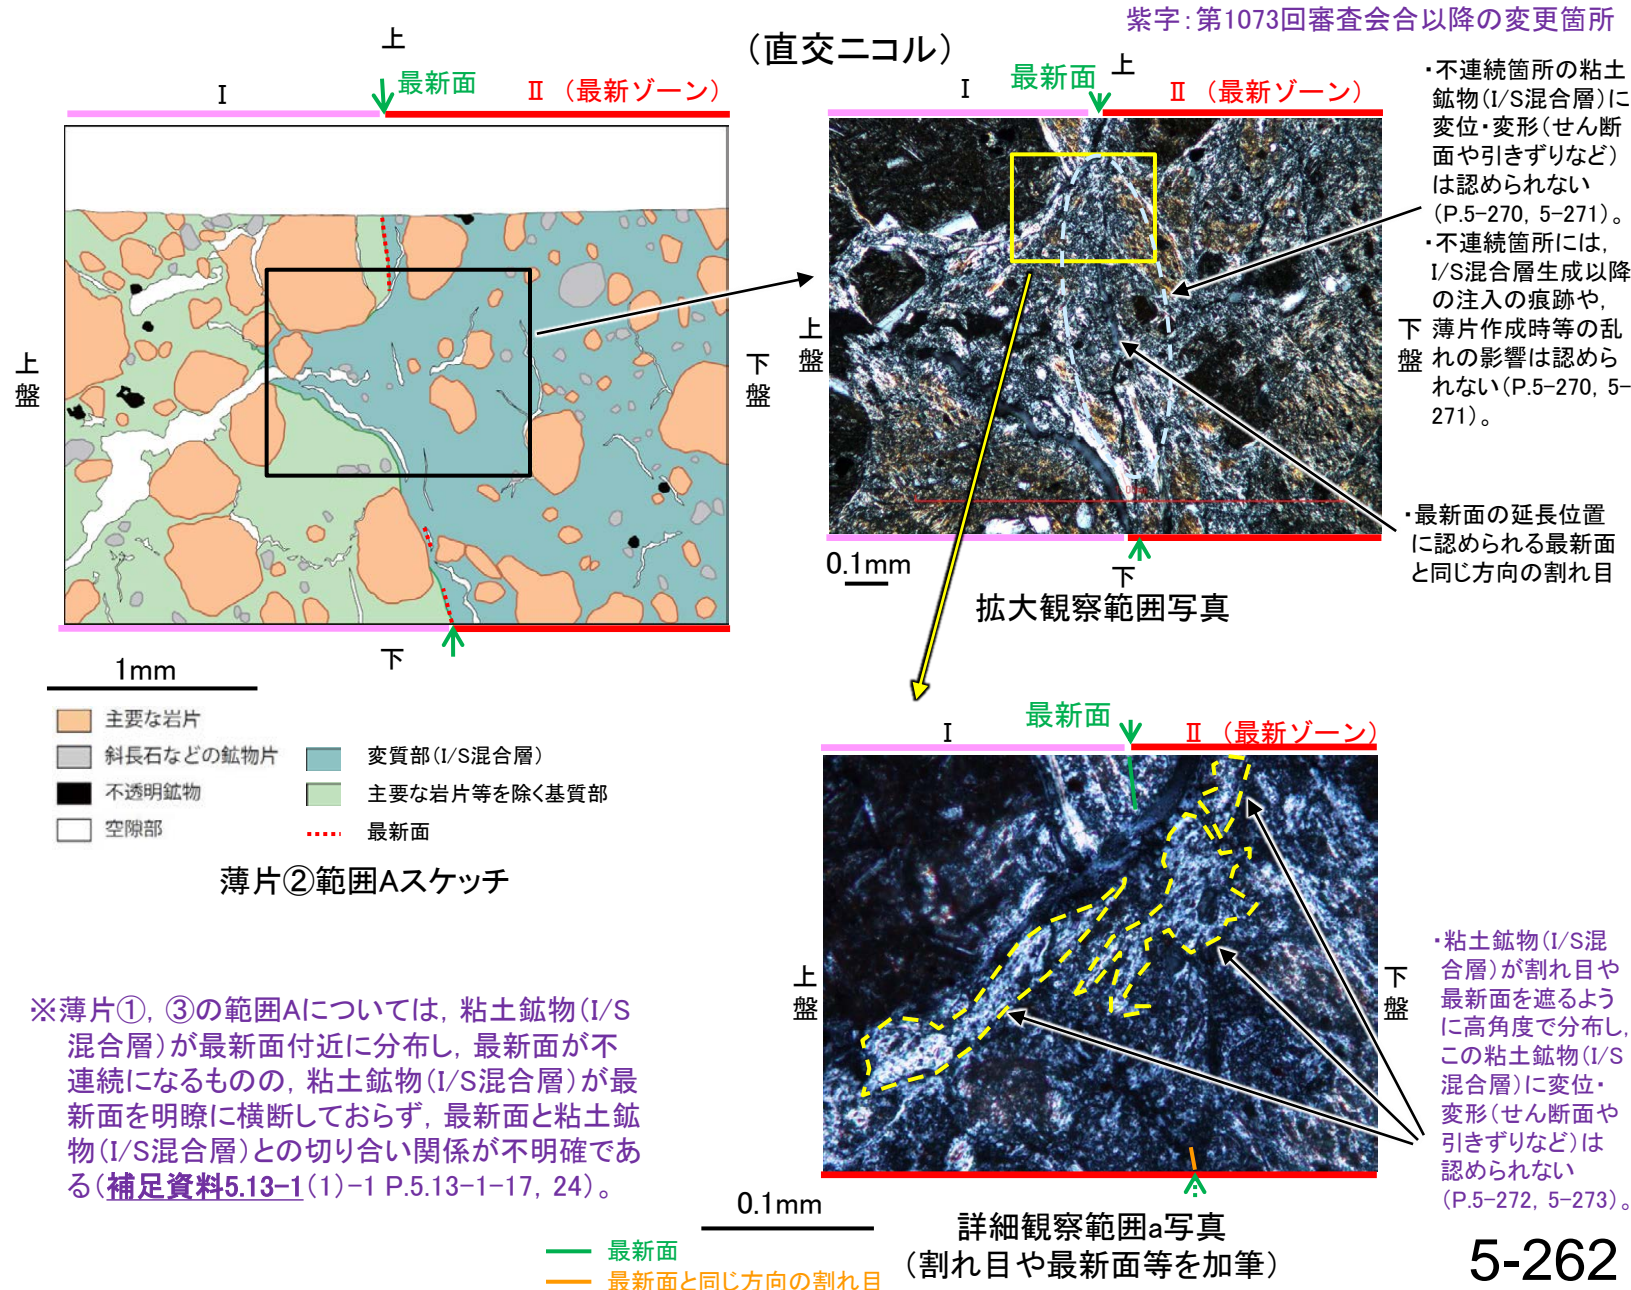 紫字：第1073回審査会合以降の変更箇所
（直交ニコル）
上
最新面
Ⅰ
Ⅱ （最新ゾーン）
上盤
下盤
下
1mm
主要な岩片
斜長石などの鉱物片
不透明鉱物
空隙部
変質部（I/S混合層）
主要な岩片等を除く基質部
最新面
薄片②範囲Aスケッチ
上
最新面
Ⅰ
Ⅱ （最新ゾーン）
上盤
下盤
下
0.1mm
拡大観察範囲写真
・不連続箇所の粘土
鉱物（I/S混合層）に
変位・変形（せん断
面や引きずりなど）
は認められない
（P.5-270，5-271）。
・不連続箇所には，
I/S混合層生成以降
の注入の痕跡や，
薄片作成時等の乱
れの影響は認めら
れない（P.5-270，5-
271）。
・最新面の延長位置
に認められる最新面
と同じ方向の割れ目
最新面
Ⅰ
Ⅱ （最新ゾーン）
上盤
下盤
0.1mm
詳細観察範囲a写真
（割れ目や最新面等を加筆）
最新面
最新面と同じ方向の割れ目
・粘土鉱物（I/S混
合層）が割れ目や
最新面を遮るよう
に高角度で分布し，
この粘土鉱物（I/S
混合層）に変位・
変形（せん断面や
引きずりなど）は
認められない
（P.5-272，5-273）。
※薄片①，③の範囲Aについては，粘土鉱物（I/S
混合層）が最新面付近に分布し，最新面が不
連続になるものの，粘土鉱物（I/S混合層）が最
新面を明瞭に横断しておらず，最新面と粘土鉱
物（I/S混合層）との切り合い関係が不明確であ
る（補足資料5.13-1（1）-1 P.5.13-1-17，24）。
5-262